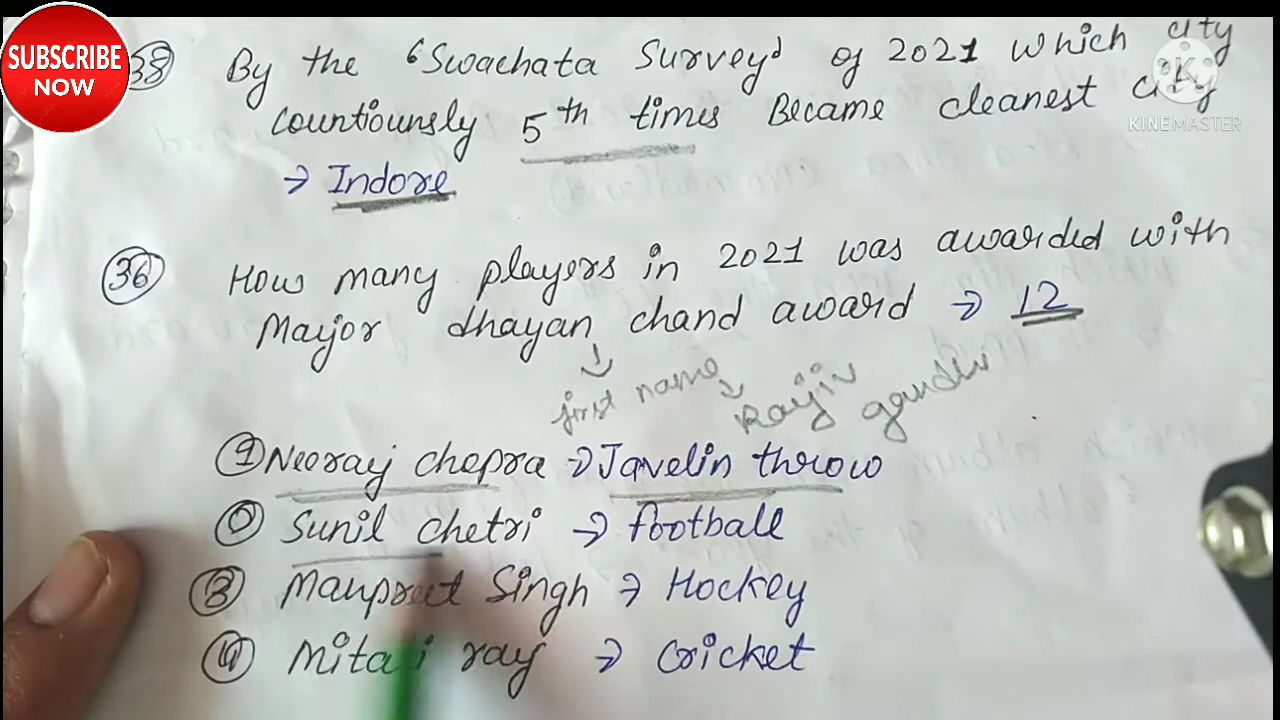 SUBSCRIBE
NOW
38 By the 'Swachata Survey' of 2021 which city
countiounsly 5th times Became cleanest city
→ Indore
KINEMASTER
36 How many players in 2021 was awarded with
Major dhayan chand award → 12
first name → Rajiv gandhi
1 Neeraj chopra → Javelin throw
2 Sunil chetri → football
3 Manpreet Singh → Hockey
4 Mitali raj → cricket